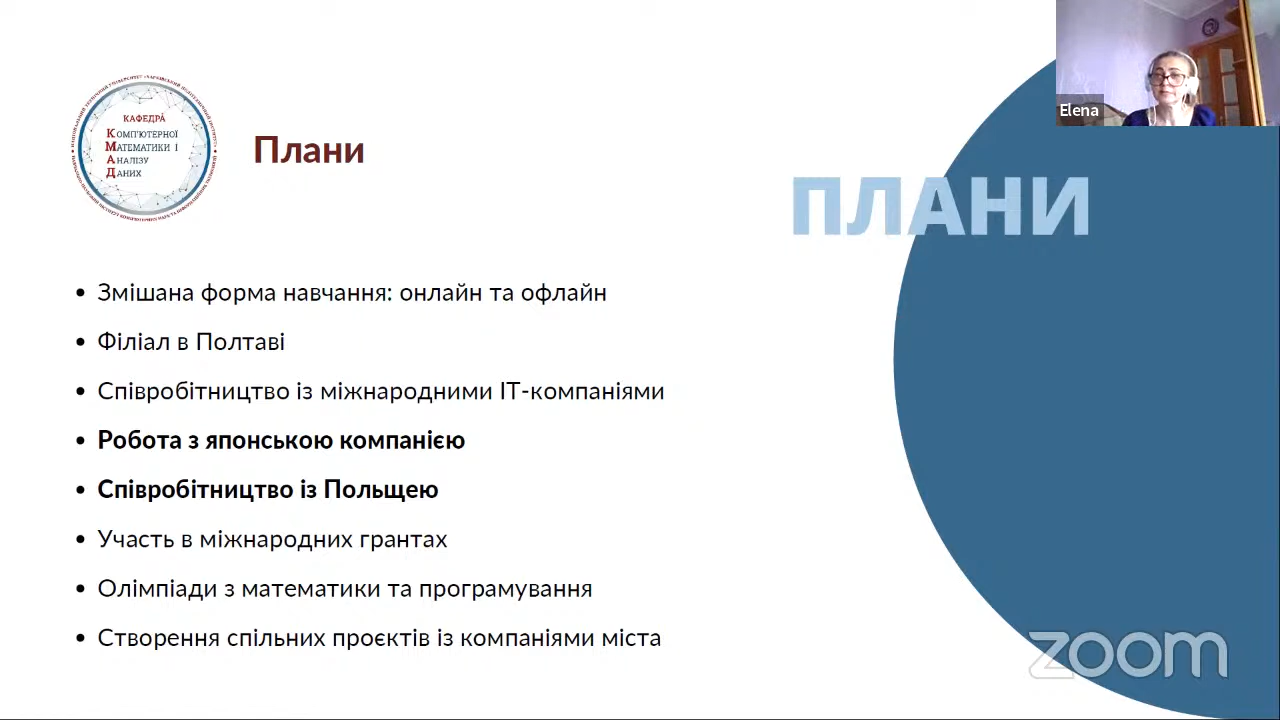 КАФЕДРА
КОМП'ЮТЕРНОЇ
МАТЕМАТИКИ І
АНАЛІЗУ
ДАНИХ
Плани
ПЛАНИ
Elena
• Змішана форма навчання: онлайн та офлайн
• Філіал в Полтаві
• Співробітництво із міжнародними ІТ-компаніями
• Робота з японською компанією
• Співробітництво із Польщею
• Участь в міжнародних грантах
• Олімпіади з математики та програмування
• Створення спільних проєктів із компаніями міста
zoom